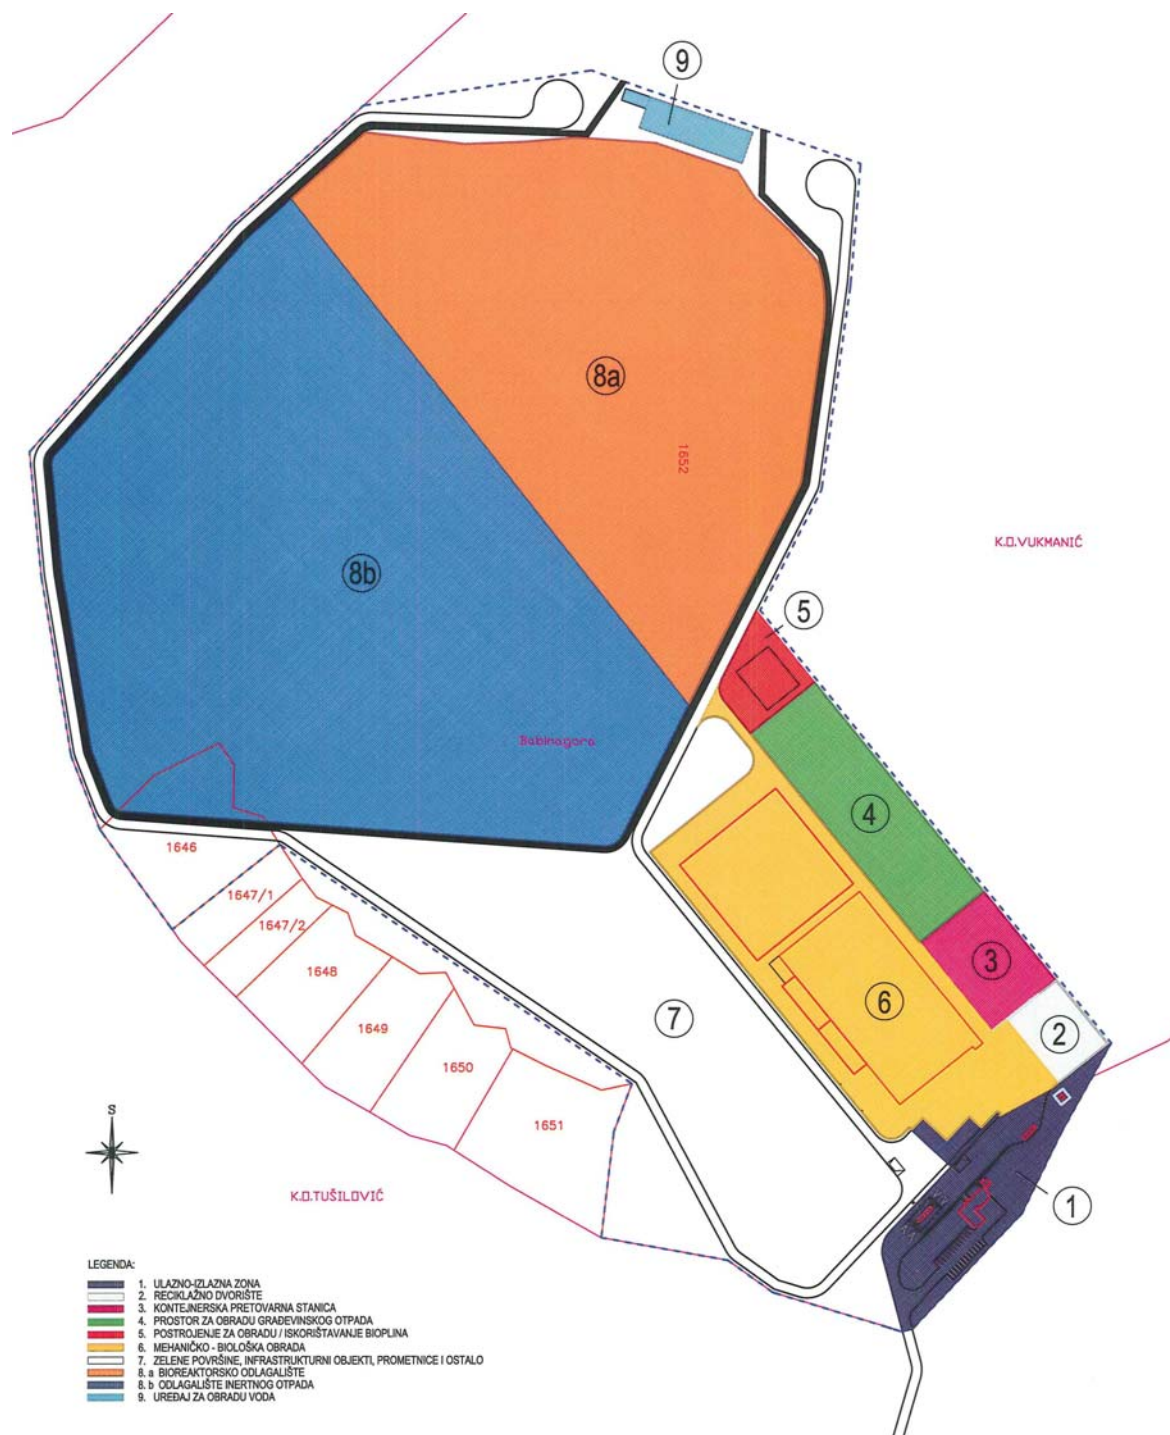 9
8a
1652
K.O.VUKMANIĆ
8b
5
Babinagora
4
1646
1647/1
1647/2
3
1648
6
1649
7
2
1650
1651
S
K.O.TUŠILOVIĆ
1
LEGENDA:
1. ULAZNO-IZLAZNA ZONA
2. RECIKLAŽNO DVORIŠTE
3. KONTEJNERSKA PRETOVARNA STANICA
4. PROSTOR ZA OBRADU GRAĐEVINSKOG OTPADA
5. POSTROJENJE ZA OBRADU / ISKORIŠTAVANJE BIOPLINA
6. MEHANIČKO - BIOLOŠKA OBRADA
7. ZELENE POVRŠINE, INFRASTRUKTURNI OBJEKTI, PROMETNICE I OSTALO
8. a BIOREAKTORSKO ODLAGALIŠTE
8. b ODLAGALIŠTE INERTNOG OTPADA
9. UREĐAJ ZA OBRADU VODA